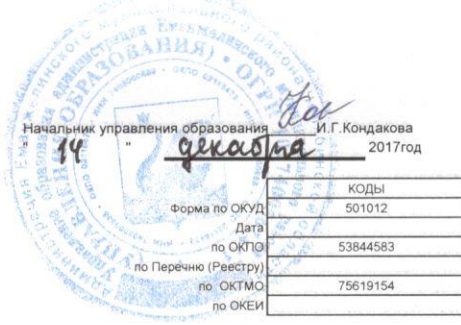 Начальник управления образования И.Г.Кондакова
" 14 " декабря 2017год
КОДЫ
Форма по ОКУД 501012
Дата
по ОКПО 53844583
по Перечню (Реестру)
по ОКТМО 75619154
по ОКЕИ